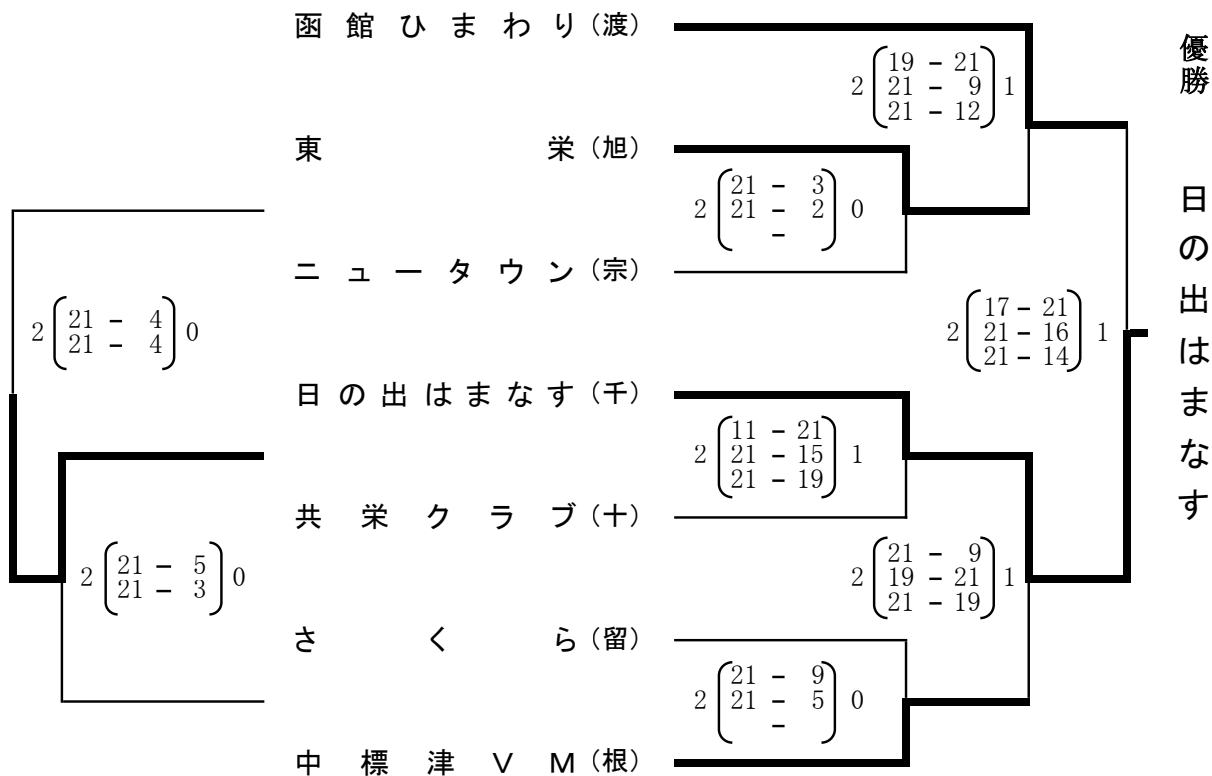 函館ひまわり（渡）
2 19 － 21 1
21 － 9
21 － 12
東栄（旭）
2 21 － 3 0
21 － 2
－
ニュータウン（宗）
2 21 － 4 0
21 － 4
2 17 － 21 1
21 － 16
21 － 14
日の出はまなす（千）
2 11 － 21 1
21 － 15
21 － 19
共栄クラブ（十）
2 21 － 5 0
21 － 3
2 21 － 9 1
19 － 21
21 － 19
さくら（留）
2 21 － 9 0
21 － 5
－
中標津ＶＭ（根）
優勝　日の出はまなす